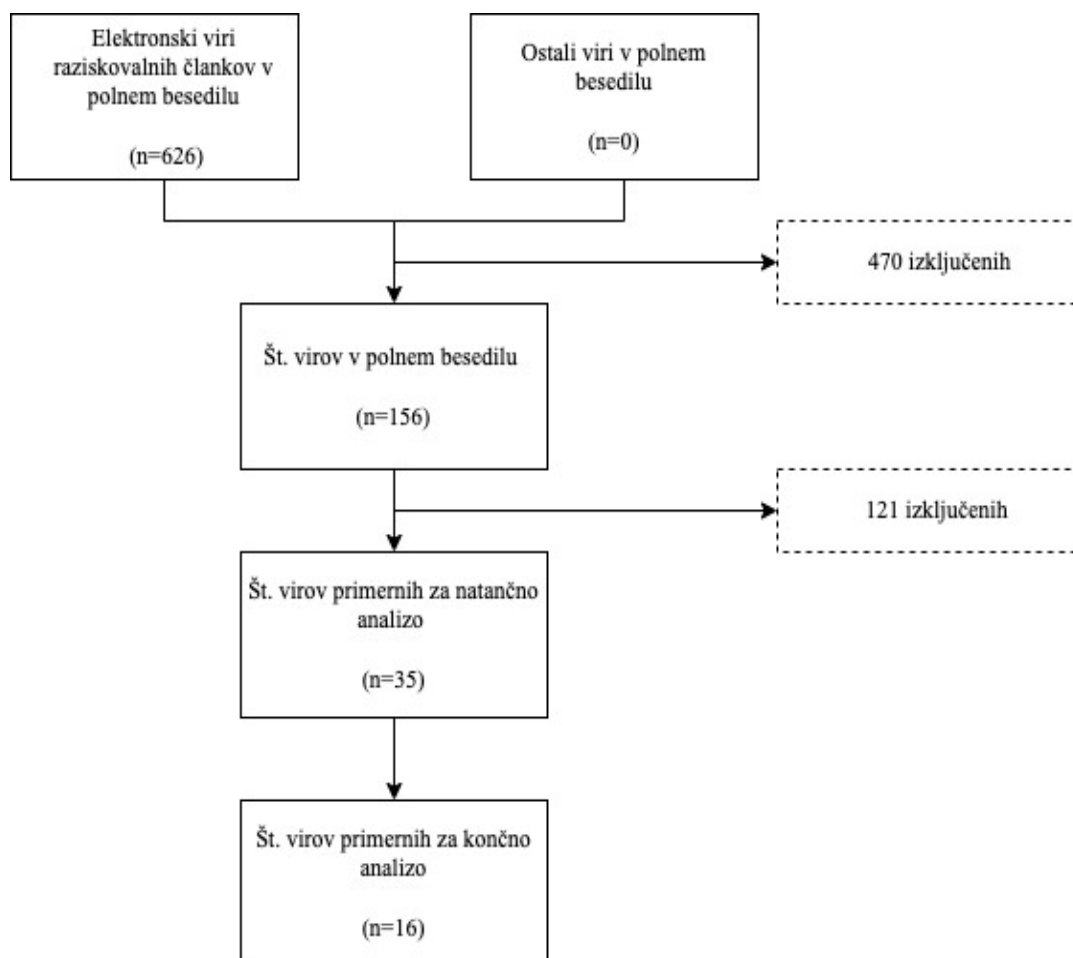 Elektronski viri
raziskovalnih člankov v
polnem besedilu
(n=626)
Ostali viri v polnem
besedilu
(n=0)
470 izključenih
Št. virov v polnem besedilu
(n=156)
121 izključenih
Št. virov primernih za natančno
analizo
(n=35)
Št. virov primernih za končno
analizo
(n=16)